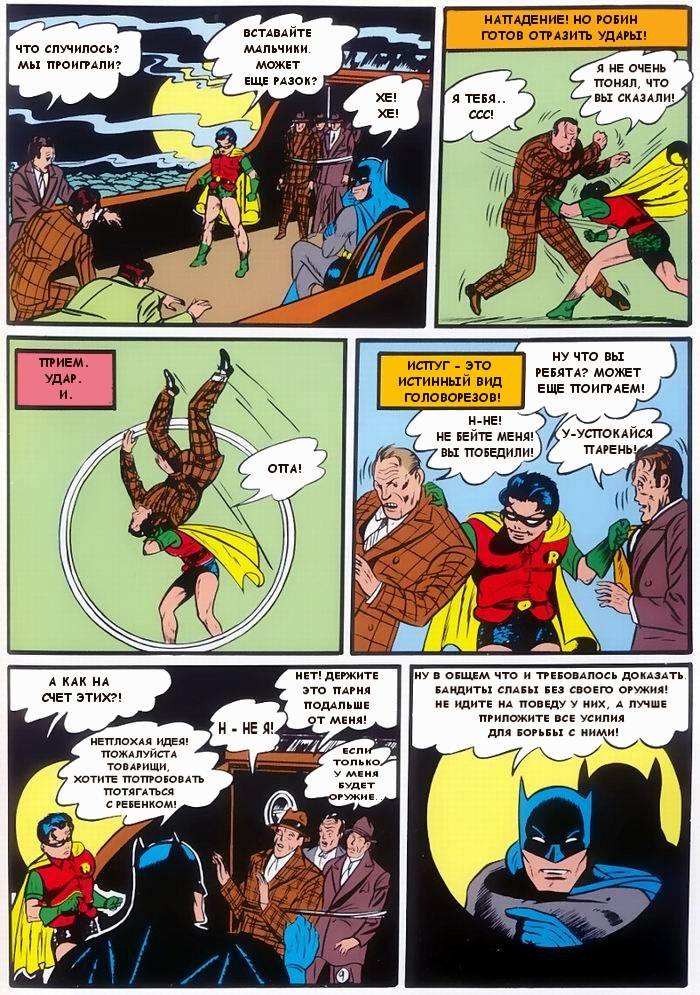 ЧТО СЛУЧИЛОСЬ?
МЫ ПРОИГРАЛИ?
ВСТАВАЙТЕ
МАЛЬЧИКИ.
МОЖЕТ
ЕЩЕ РАЗОК?
ХЕ!
ХЕ!
НАППАДЕНИЕ! НО РОБИН
ГОТОВ ОТРАЗИТЬ УДАРЫ!
Я ТЕБЯ..
ССС!
Я НЕ ОЧЕНЬ
ПОНЯЛ, ЧТО
ВЫ СКАЗАЛИ!
ПРИЕМ.
УДАР.
И.
ОППА!
ИСПУГ - ЭТО
ИСТИННЫЙ ВИД
ГОЛОВОРЕЗОВ!
НУ ЧТО ВЫ
РЕБЯТА? МОЖЕТ
ЕЩЕ ПОИГРАЕМ!
Н-НЕ!
НЕ БЕЙТЕ МЕНЯ!
ВЫ ПОБЕДИЛИ!
У-УСПОКАЙСЯ
ПАРЕНЬ!
А КАК НА
СЧЕТ ЭТИХ?!
НЕПЛОХАЯ ИДЕЯ!
ПОЖАЛУЙСТА
ТОВАРИЩИ,
ХОТИТЕ ПОПРОБОВАТЬ
ПОТЯГАТЬСЯ
С РЕБЕНКОМ!
Н - НЕ Я!
НЕТ! ДЕРЖИТЕ
ЭТО ПАРНЯ
ПОДАЛЬШЕ
ОТ МЕНЯ!
ЕСЛИ
ТОЛЬКО
У МЕНЯ
БУДЕТ
ОРУЖИЕ...
НУ В ОБЩЕМ ЧТО И ТРЕБОВАЛОСЬ ДОКАЗАТЬ.
БАНДИТЫ СЛАБЫ БЕЗ СВОЕГО ОРУЖИЯ!
НЕ ИДИТЕ НА ПОВЕДУ У НИХ, А ЛУЧШЕ
ПРИЛОЖИТЕ ВСЕ УСИЛИЯ
ДЛЯ БОРЬБЫ С НИМИ!
R
R
9